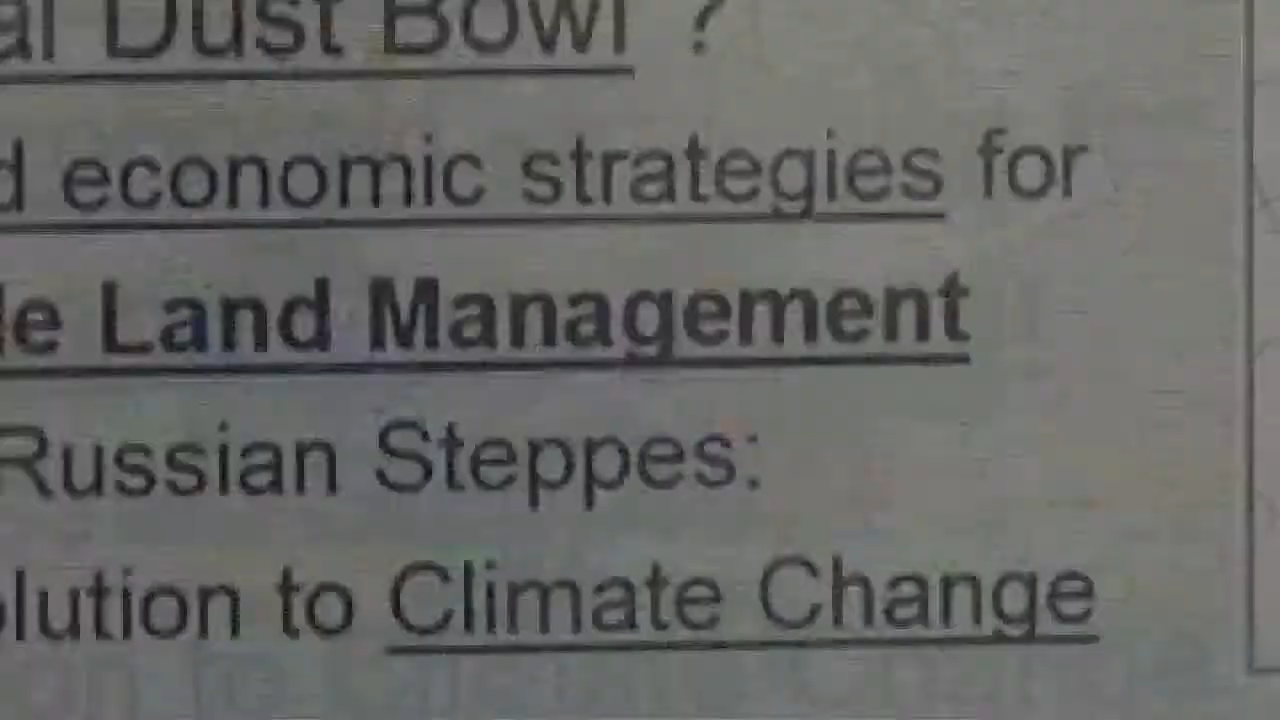 al Dust Bowl ?
d economic strategies for
le Land Management
Russian Steppes:
olution to Climate Change